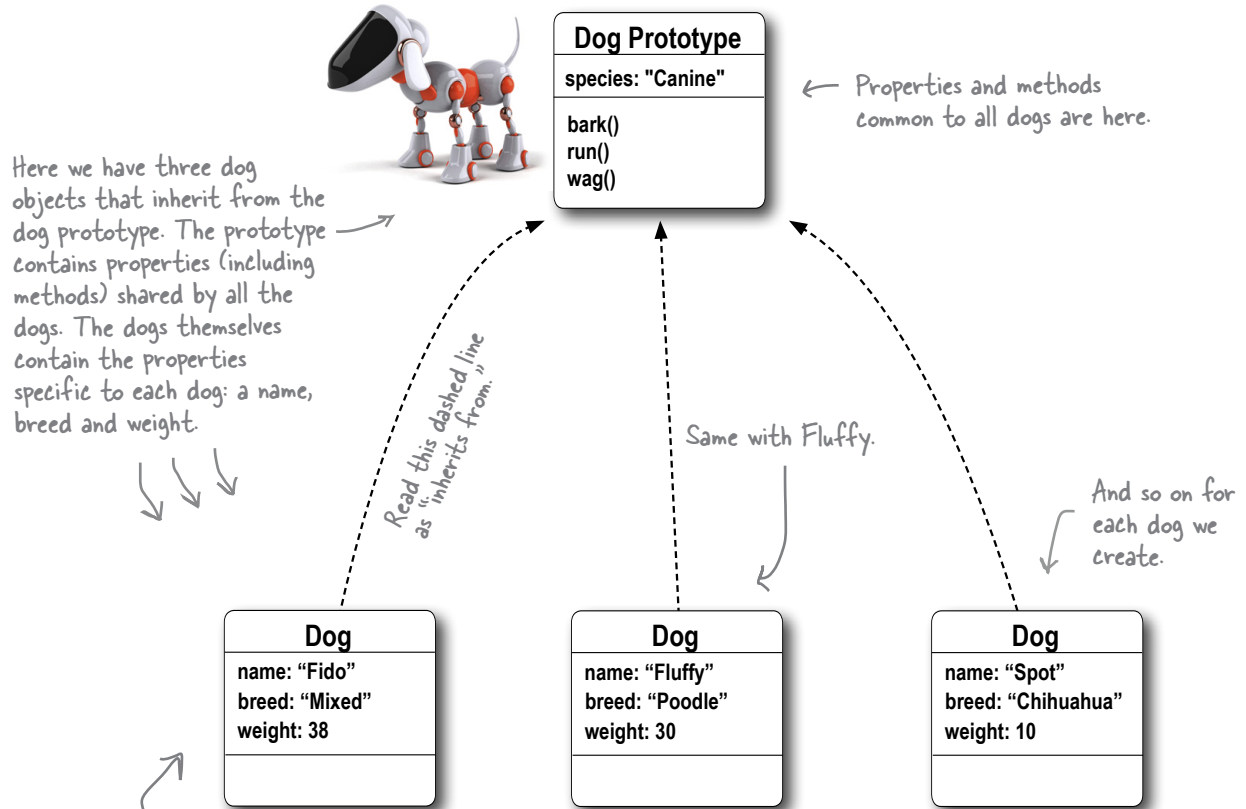 Dog Prototype
species: "Canine"
bark()
run()
wag()
Properties and methods
common to all dogs are here.
Here we have three dog
objects that inherit from the
dog prototype. The prototype
contains properties (including
methods) shared by all the
dogs. The dogs themselves
contain the properties
specific to each dog: a name,
breed and weight.
Read this dashed line
as “inherits from.”
Same with Fluffy.
And so on for
each dog we
create.
Dog
name: “Fido”
breed: “Mixed”
weight: 38
Dog
name: “Fluffy”
breed: “Poodle”
weight: 30
Dog
name: “Spot”
breed: “Chihuahua”
weight: 10